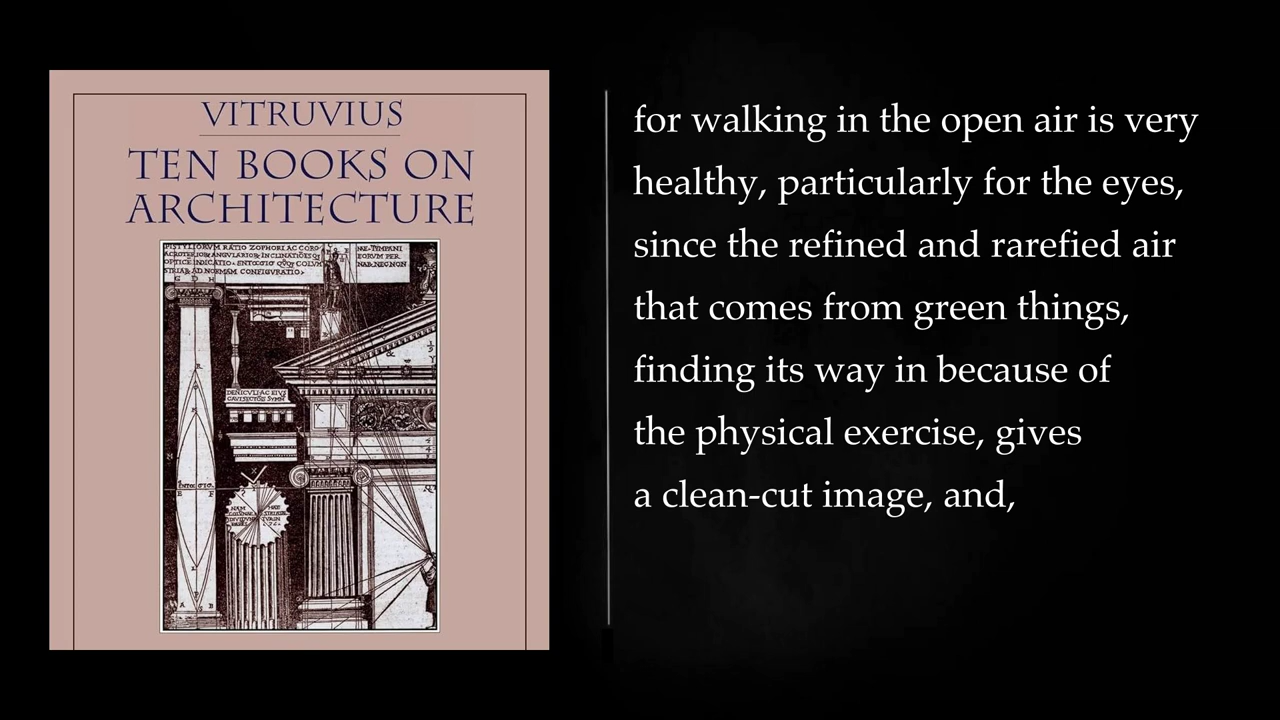 VITRUVIUS
TEN BOOKS ON
ARCHITECTURE
for walking in the open air is very
healthy, particularly for the eyes,
since the refined and rarefied air
that comes from green things,
finding its way in because of
the physical exercise, gives
a clean-cut image, and,